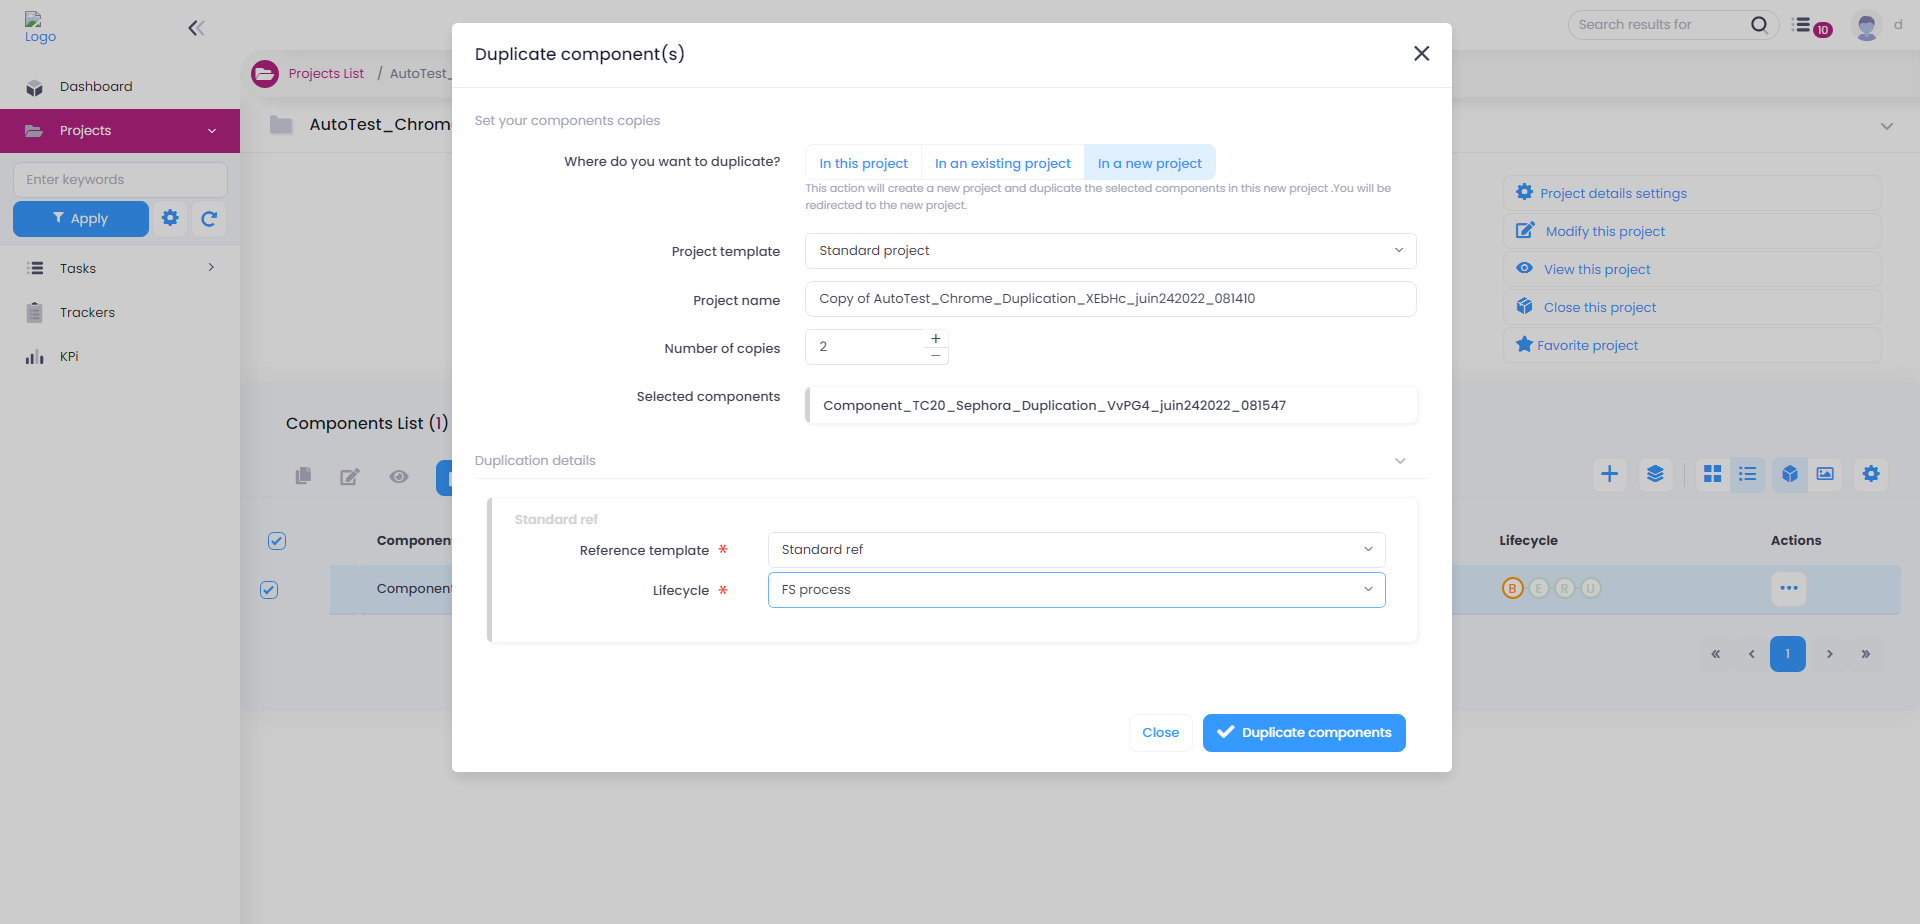 Logo
Dashboard
Projects
Enter keywords
Apply
Tasks
Trackers
KPi
Search results for
10
d
Projects List / AutoTest_
AutoTest_Chrom
Components List (1)
Componen
Component
Duplicate component(s)
Set your components copies
Where do you want to duplicate?
In this project
In an existing project
In a new project
This action will create a new project and duplicate the selected components in this new project .You will be
redirected to the new project.
Project template
Standard project
Project name
Copy of AutoTest_Chrome_Duplication_XEbHc_juin242022_081410
Number of copies
2
Selected components
Component_TC20_Sephora_Duplication_VvPG4_juin242022_081547
Duplication details
Standard ref
Reference template *
Standard ref
Lifecycle *
FS process
Close
Duplicate components
Project details settings
Modify this project
View this project
Close this project
Favorite project
Lifecycle
Actions
B E R U
« ‹ 1 › »